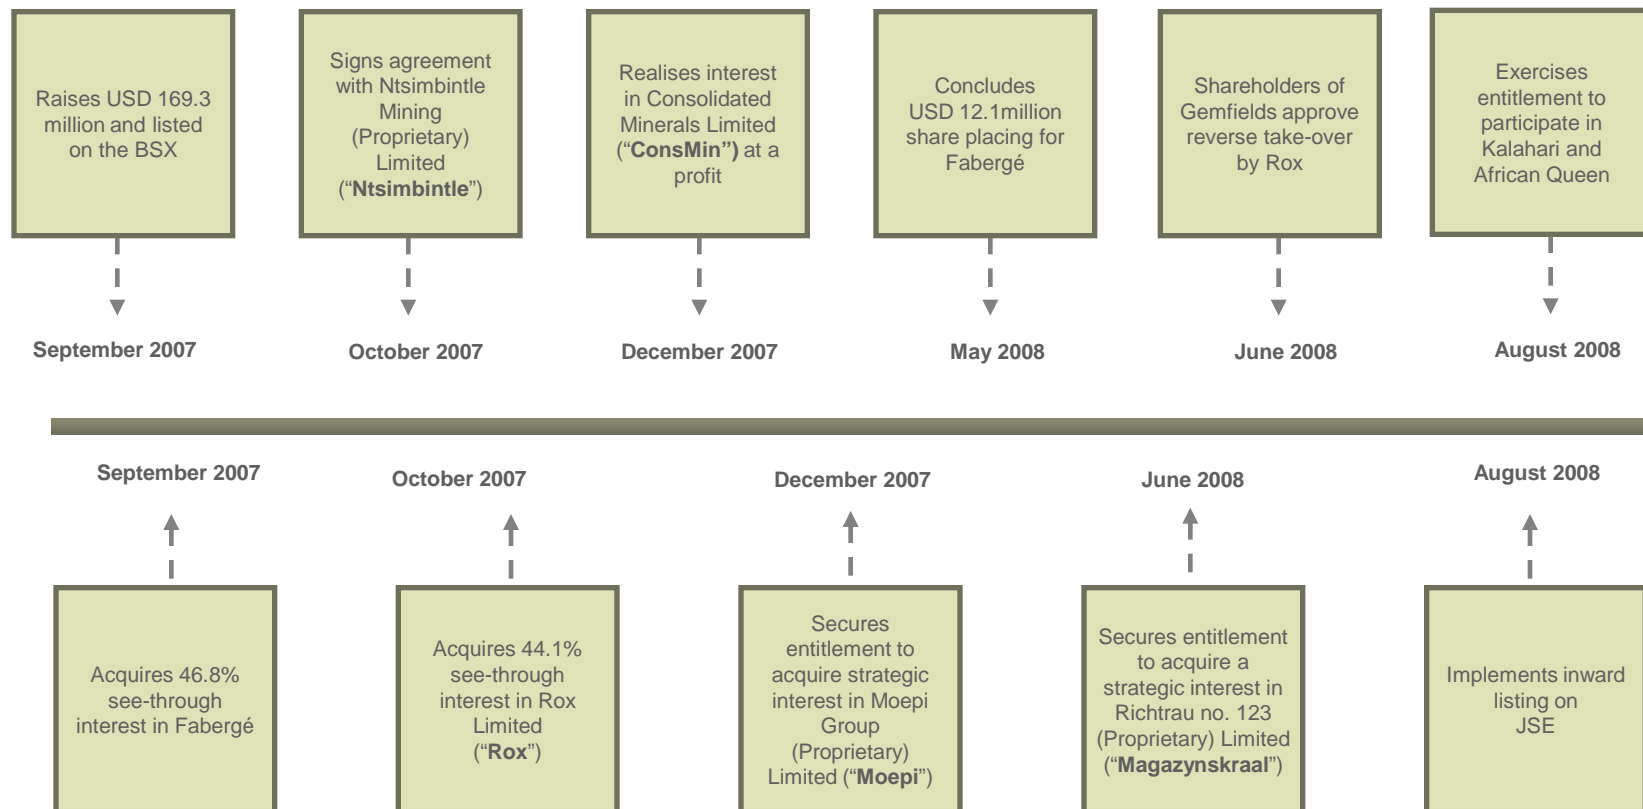 Raises USD 169.3
million and listed
on the BSX
Signs agreement
with Ntsimbintle
Mining
(Proprietary)
Limited
(“Ntsimbintle”)
Realises interest
in Consolidated
Minerals Limited
(“ConsMin”) at a
profit
Concludes
USD 12.1million
share placing for
Fabergé
Shareholders of
Gemfields approve
reverse take-over
by Rox
Exercises
entitlement to
participate in
Kalahari and
African Queen
September 2007
October 2007
December 2007
May 2008
June 2008
August 2008
September 2007
October 2007
December 2007
June 2008
August 2008
Acquires 46.8%
see-through
interest in Fabergé
Acquires 44.1%
see-through
interest in Rox
Limited
(“Rox”)
Secures
entitlement to
acquire strategic
interest in Moepi
Group
(Proprietary)
Limited (“Moepi”)
Secures entitlement
to acquire a
strategic interest in
Richtrau no. 123
(Proprietary) Limited
(“Magazynskraal”)
Implements inward
listing on
JSE